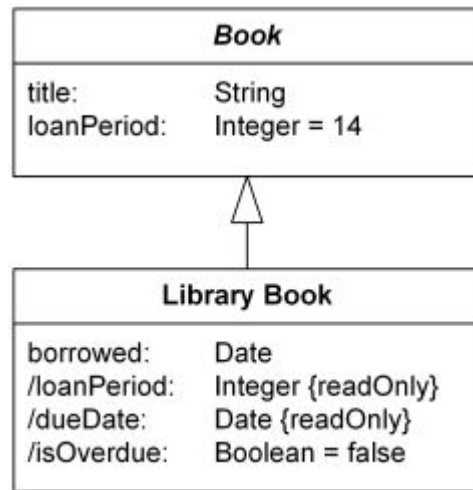 Book
title: String
loanPeriod: Integer = 14
Library Book
borrowed: Date
/loanPeriod: Integer {readOnly}
/dueDate: Date {readOnly}
/isOverdue: Boolean = false